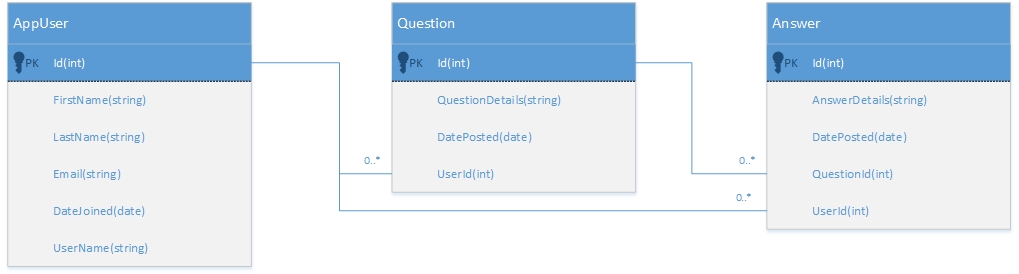 AppUser
PK Id(int)
FirstName(string)
LastName(string)
Email(string)
DateJoined(date)
UserName(string)
Question
PK Id(int)
QuestionDetails(string)
DatePosted(date)
0..*
UserId(int)
Answer
PK Id(int)
AnswerDetails(string)
DatePosted(date)
0..*
QuestionId(int)
0..*
UserId(int)